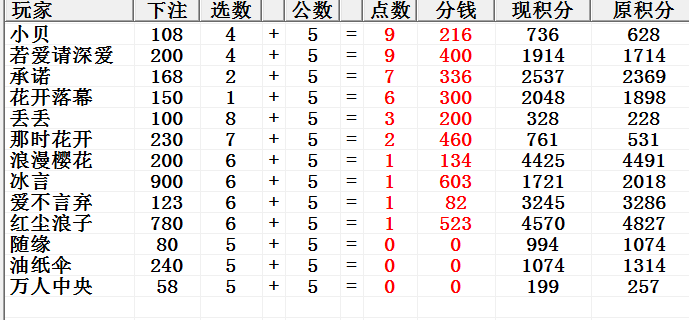 玩家 下注 选数 公数 点数 分钱 现积分 原积分
小贝 108 4 + 5 = 9 216 736 628
若爱请深爱 200 4 + 5 = 9 400 1914 1714
承诺 168 2 + 5 = 7 336 2537 2369
花开落幕 150 1 + 5 = 6 300 2048 1898
丢丢 100 8 + 5 = 3 200 328 228
那时花开 230 7 + 5 = 2 460 761 531
浪漫樱花 200 6 + 5 = 1 134 4425 4491
冰言 900 6 + 5 = 1 603 1721 2018
爱不言弃 123 6 + 5 = 1 82 3245 3286
红尘浪子 780 6 + 5 = 1 523 4570 4827
随缘 80 5 + 5 = 0 0 994 1074
油纸伞 240 5 + 5 = 0 0 1074 1314
万人中央 58 5 + 5 = 0 0 199 257